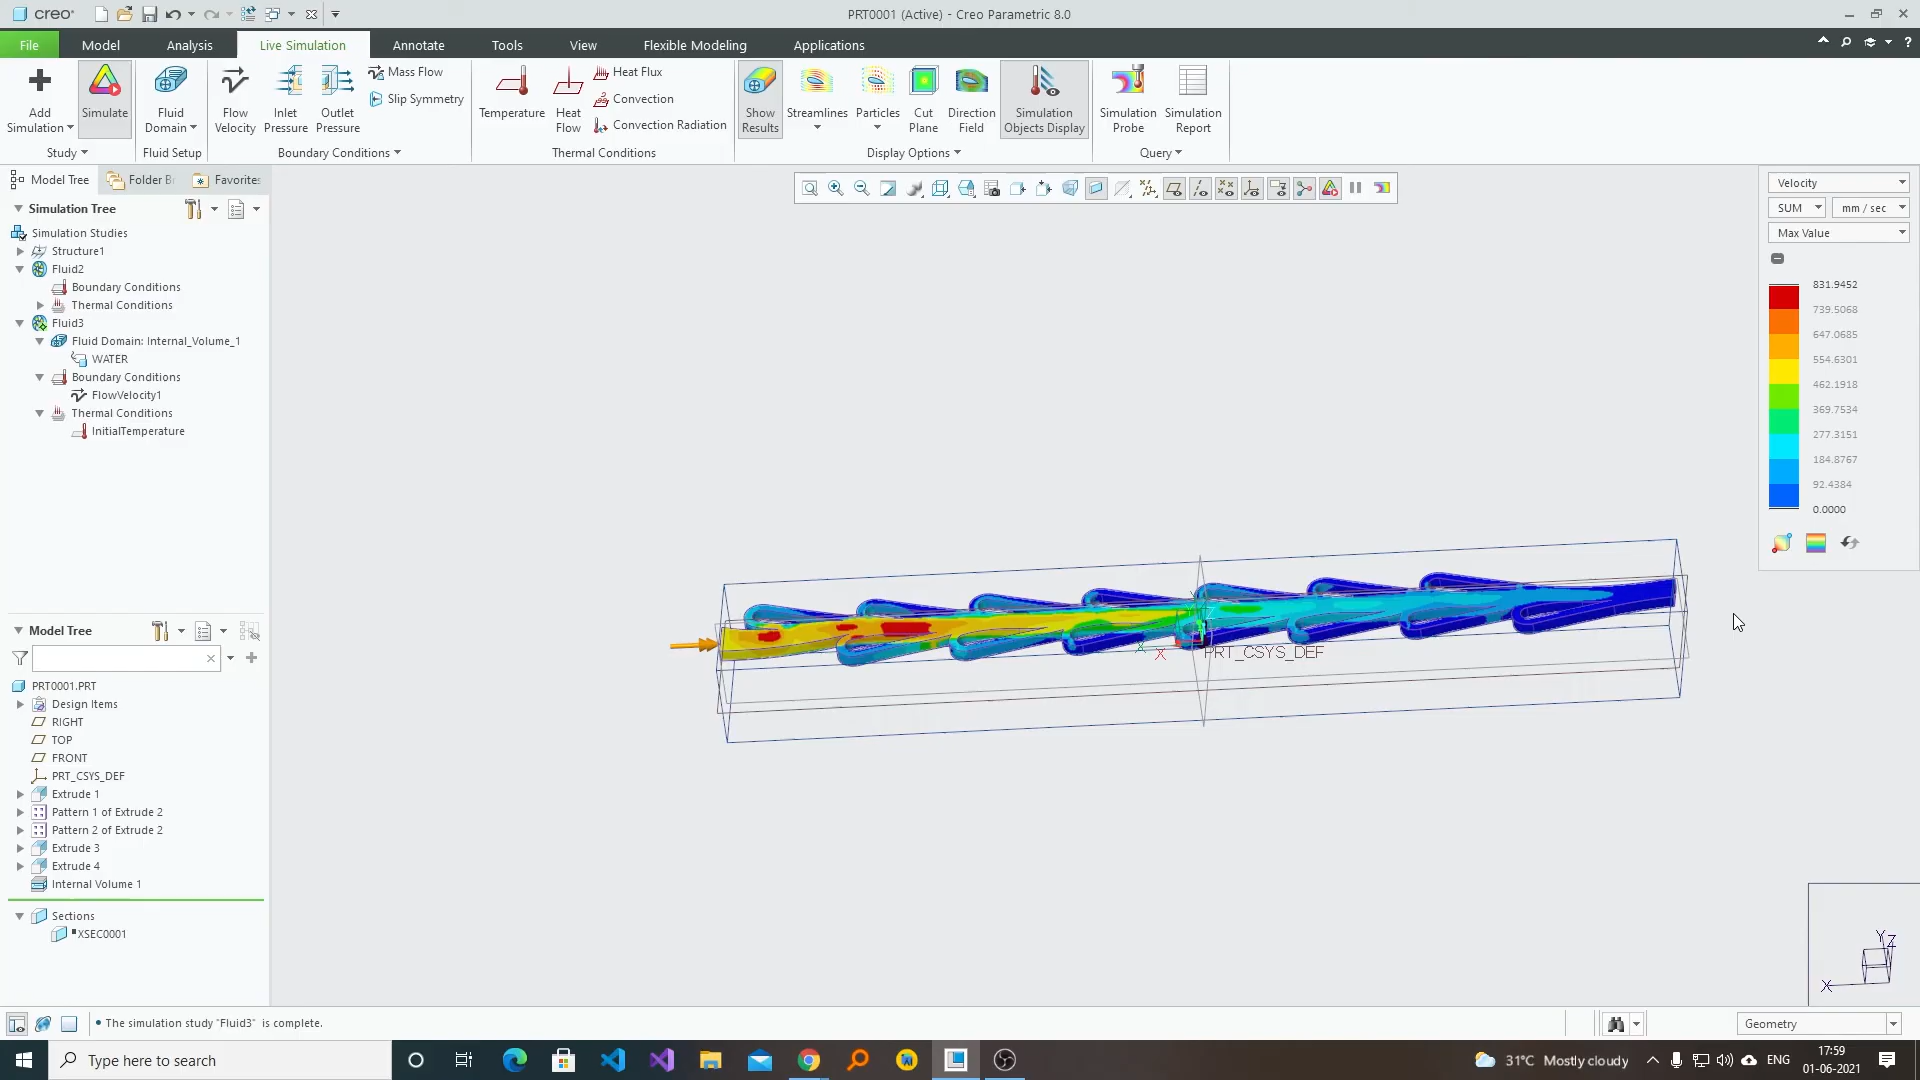 creo
PRT0001 (Active) - Creo Parametric 8.0
File
Model
Analysis
Live Simulation
Annotate
Tools
View
Flexible Modeling
Applications
Add
Simulation
Simulate
Fluid
Domain
Flow
Velocity
Inlet
Pressure
Outlet
Pressure
Mass Flow
Slip Symmetry
Temperature
Heat
Flow
Heat Flux
Convection
Convection Radiation
Show
Results
Streamlines
Particles
Cut
Plane
Direction
Field
Simulation
Objects Display
Simulation
Probe
Simulation
Report
Study
Fluid Setup
Boundary Conditions
Thermal Conditions
Display Options
Query
Model Tree
Folder B
Favorites
Simulation Tree
Simulation Studies
Structure1
Fluid2
Boundary Conditions
Thermal Conditions
Fluid3
Fluid Domain: Internal_Volume_1
WATER
Boundary Conditions
FlowVelocity1
Thermal Conditions
InitialTemperature
Model Tree
PRT0001.PRT
Design Items
RIGHT
TOP
FRONT
PRT_CSYS_DEF
Extrude 1
Pattern 1 of Extrude 2
Pattern 2 of Extrude 2
Extrude 3
Extrude 4
Internal Volume 1
Sections
XSEC0001
Velocity
SUM
mm / sec
Max Value
831.9452
739.5068
647.0685
554.6301
462.1918
369.7534
277.3151
184.8767
92.4384
0.0000
X
PRT_CSYS_DEF
Y
Z
X
The simulation study "Fluid3" is complete.
Geometry
Type here to search
31°C Mostly cloudy
ENG
17:59
01-06-2021